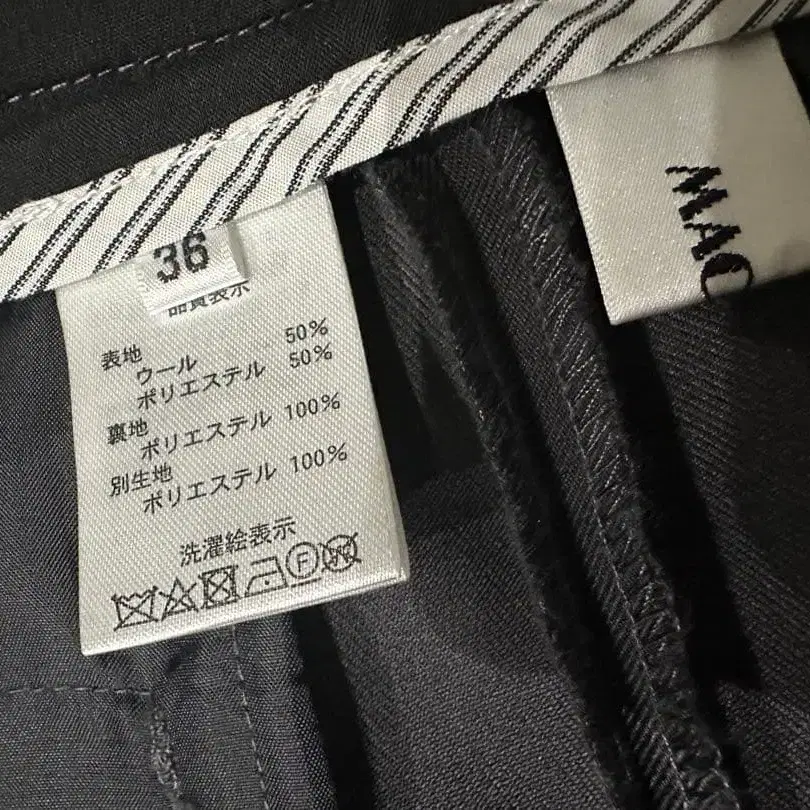 36
品質表示
表地
ウール 50%
ポリエステル 50%
裏地
ポリエステル 100%
別生地
ポリエステル 100%
洗濯絵表示
F
W
MAC